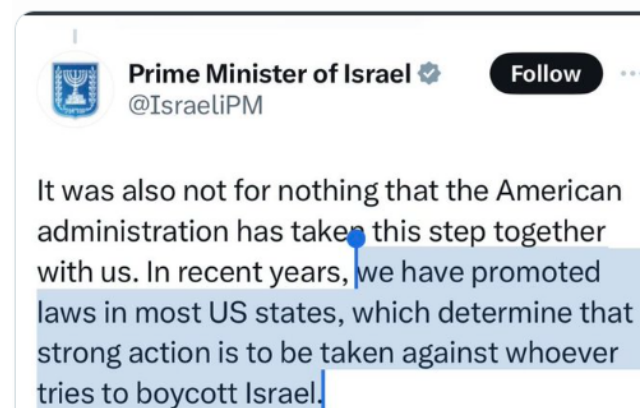 Prime Minister of Israel
Follow
@IsraeliPM
It was also not for nothing that the American
administration has taken this step together
with us. In recent years, we have promoted
laws in most US states, which determine that
strong action is to be taken against whoever
tries to boycott Israel.